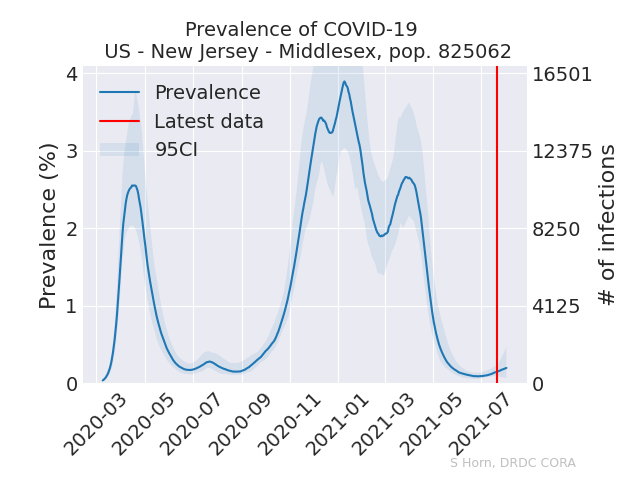 Prevalence of COVID-19
US - New Jersey - Middlesex, pop. 825062
Prevalence
Latest data
95CI
Prevalence (%)
4
3
2
1
0
16501
12375
8250
4125
0
# of infections
2020-03
2020-05
2020-07
2020-09
2020-11
2021-01
2021-03
2021-05
2021-07
S Horn, DRDC CORA